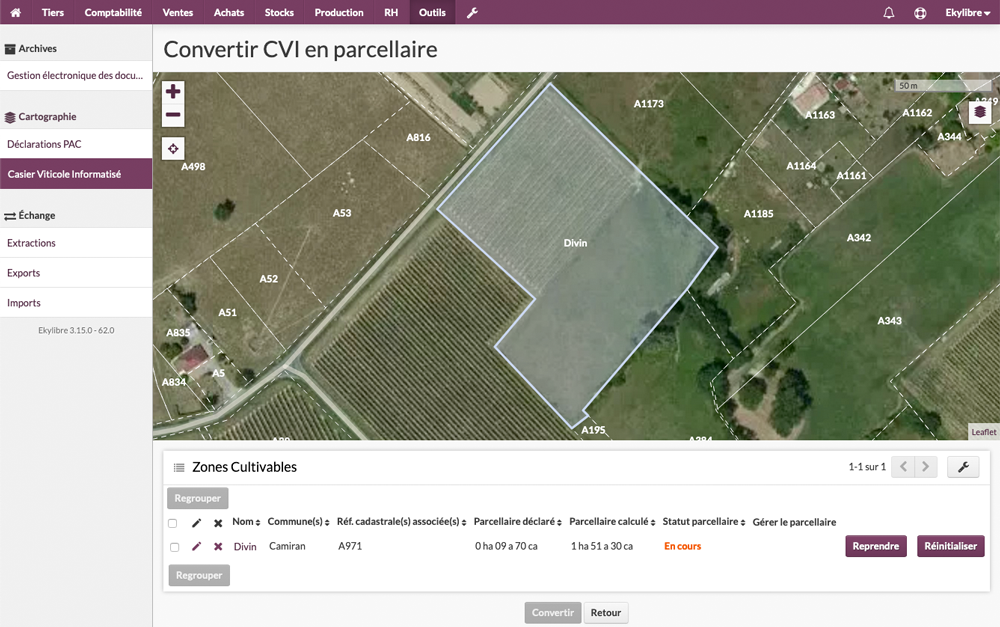 Tiers Comptabilité Ventes Achats Stocks Production RH Outils Ekylibre
Archives
Gestion électronique des docu...
Cartographie
Déclarations PAC
Casier Viticole Informatisé
Échange
Extractions
Exports
Imports
Ekylibre 3.15.0 - 62.0
Convertir CVI en parcellaire
50 m
A1173
A1163
A1162
A344
A816
A498
A1164
A1161
A53
A1185
Divin
A342
A52
A51
A343
A835
A5
A834
A195
Leaflet
Zones Cultivables
1-1 sur 1
Regrouper
Nom Commune(s) Réf. cadastrale(s) associée(s) Parcellaire déclaré Parcellaire calculé Statut parcellaire Gérer le parcellaire
Divin Camiran A971 0 ha 09 a 70 ca 1 ha 51 a 30 ca En cours Reprendre Réinitialiser
Regrouper
Convertir Retour